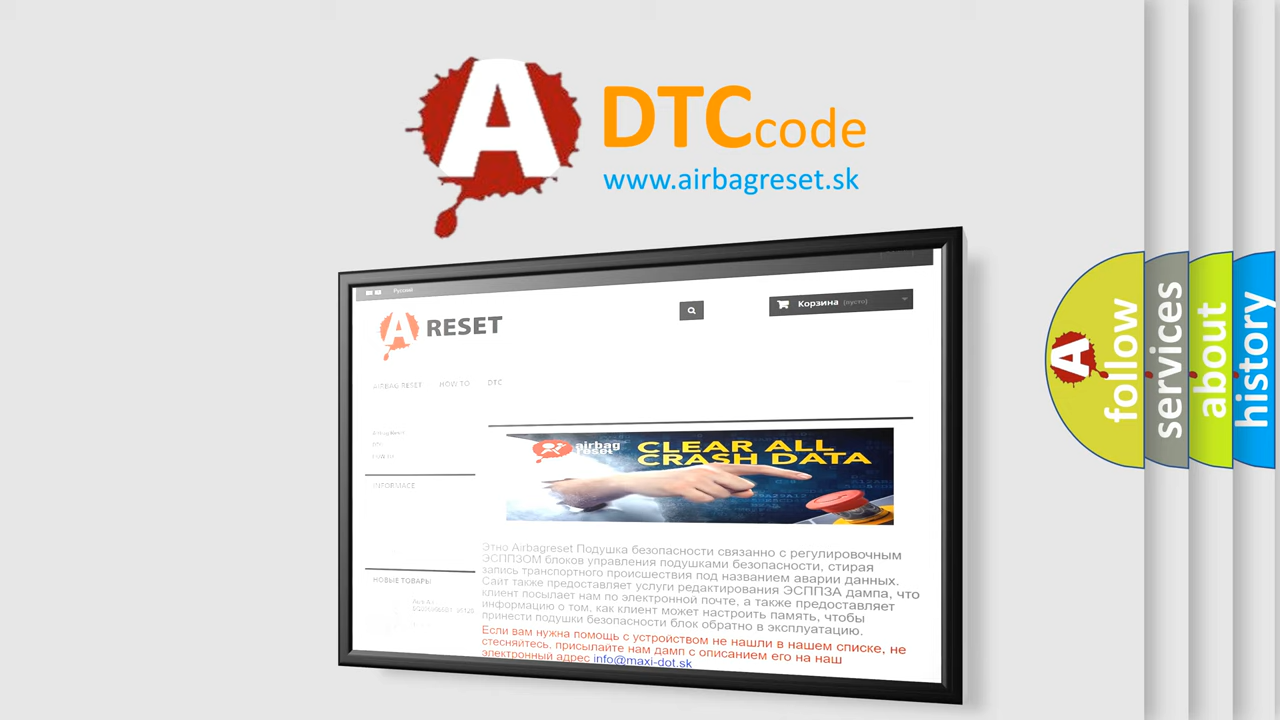 A
DTCcode
www.airbagreset.sk
Русский
Корзина (пусто)
A RESET
AIRBAG RESET HOW TO DTC
INFORMACE
НОВЫЕ ТОВАРЫ
airbag
reset
CLEAR ALL
CRASH DATA
Этно Airbagreset Подушка безопасности связанно с регулировочным
ЭСППЗОМ блоков управления подушками безопасности, стирая
запись транспортного происшествия под названием аварии данных.
Сайт также предоставляет услуги редактирования ЭСППЗА дампа, что
клиент посылает нам по электронной почте, а также предоставляет
информацию о том, как клиент может настроить память, чтобы
принести подушки безопасности блок обратно в эксплуатацию.
Если вам нужна помощь с устройством не нашли в нашем списке, не
стесняйтесь, присылайте нам дамп с описанием его на наш
электронный адрес info@maxi-dot.sk
A
follow
services
about
history